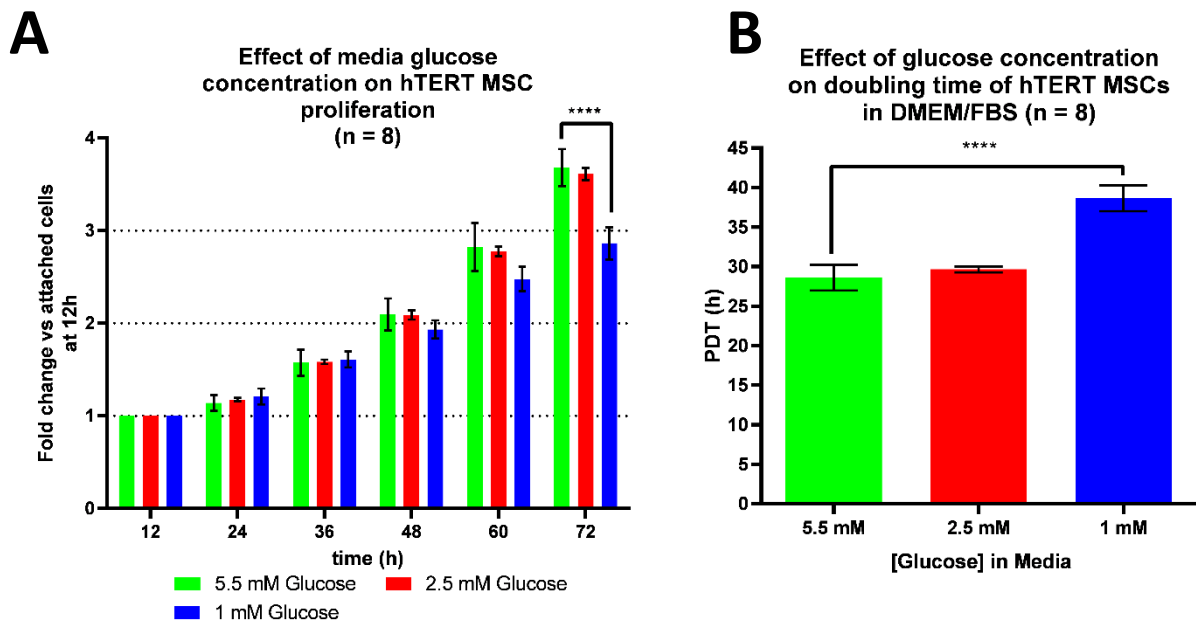 A
Effect of media glucose
concentration on hTERT MSC
proliferation
(n = 8)
****
Fold change vs attached cells
at 12h
4
3
2
1
0
12 24 36 48 60 72
time (h)
5.5 mM Glucose 2.5 mM Glucose
1 mM Glucose
B
Effect of glucose concentration
on doubling time of hTERT MSCs
in DMEM/FBS (n = 8)
****
PDT (h)
45
40
35
30
25
20
15
10
5
0
5.5 mM 2.5 mM 1 mM
[Glucose] in Media